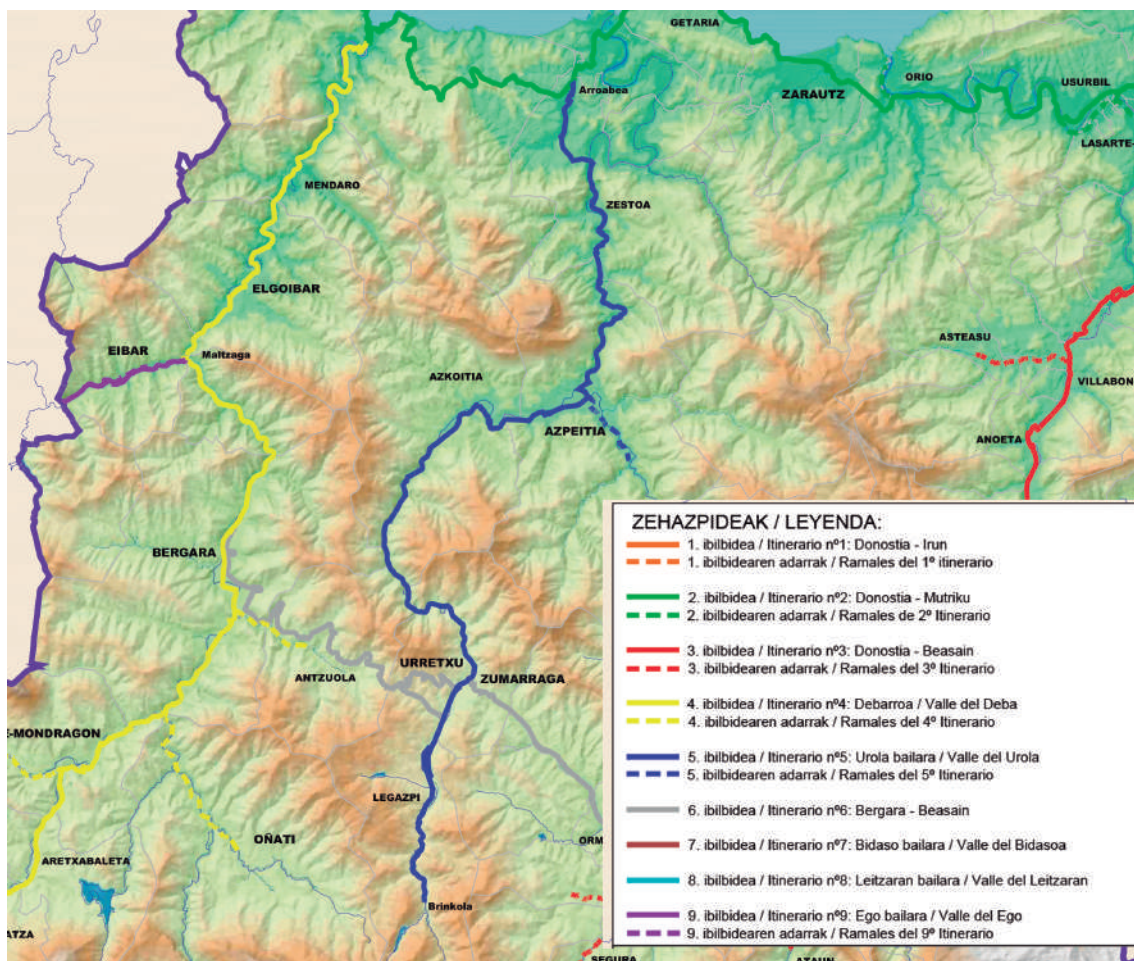 GETARIA
ORIO
USURBIL
Arroabea
ZARAUTZ
LASARTE-
MENDARO
ZESTOA
ELGOIBAR
ASTEASU
EIBAR
Maltzaga
AZKOITIA
VILLABON
AZPEITIA
ANOETA
BERGARA
URRETXU
ZUMARRAGA
ANTZUOLA
E-MONDRAGON
LEGAZPI
OÑATI
ORM
ARETXABALETA
Brinkola
ATZA
SEGURA
ATAUN
ZEHAZPIDEAK / LEYENDA:
1. ibilbidea / Itinerario nº1: Donostia - Irun
1. ibilbidearen adarrak / Ramales del 1º itinerario
2. ibilbidea / Itinerario nº2: Donostia - Mutriku
2. ibilbidearen adarrak / Ramales de 2º Itinerario
3. ibilbidea / Itinerario nº3: Donostia - Beasain
3. ibilbidearen adarrak / Ramales del 3º Itinerario
4. ibilbidea / Itinerario nº4: Debarroa / Valle del Deba
4. ibilbidearen adarrak / Ramales del 4º Itinerario
5. ibilbidea / Itinerario nº5: Urola bailara / Valle del Urola
5. ibilbidearen adarrak / Ramales del 5º Itinerario
6. ibilbidea / Itinerario nº6: Bergara - Beasain
7. ibilbidea / Itinerario nº7: Bidaso bailara / Valle del Bidasoa
8. ibilbidea / Itinerario nº8: Leitzaran bailara / Valle del Leitzaran
9. ibilbidea / Itinerario nº9: Ego bailara / Valle del Ego
9. ibilbidearen adarrak / Ramales del 9º Itinerario